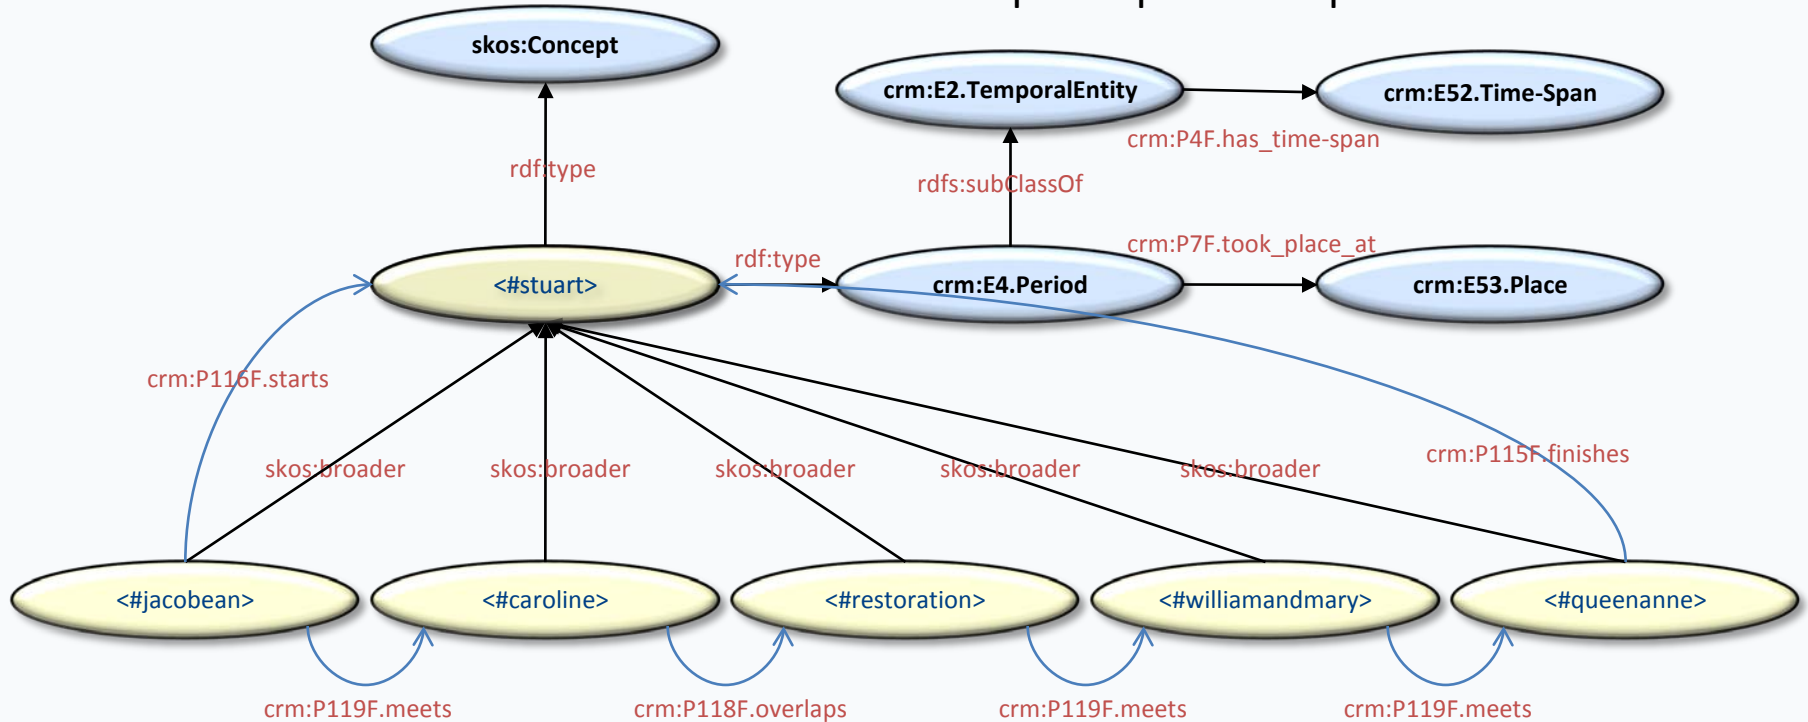 skos:Concept
crm:E2.TemporalEntity
crm:E52.Time-Span
crm:P4F.has_time-span
rdf:type
rdfs:subClassOf
crm:P7F.took_place_at
rdf:type
<#stuart>
crm:E4.Period
crm:E53.Place
crm:P116F.starts
crm:P115F.finishes
skos:broader
skos:broader
skos:broader
skos:broader
skos:broader
<#jacobean>
<#caroline>
<#restoration>
<#williamandmary>
<#queenanne>
crm:P119F.meets
crm:P118F.overlaps
crm:P119F.meets
crm:P119F.meets